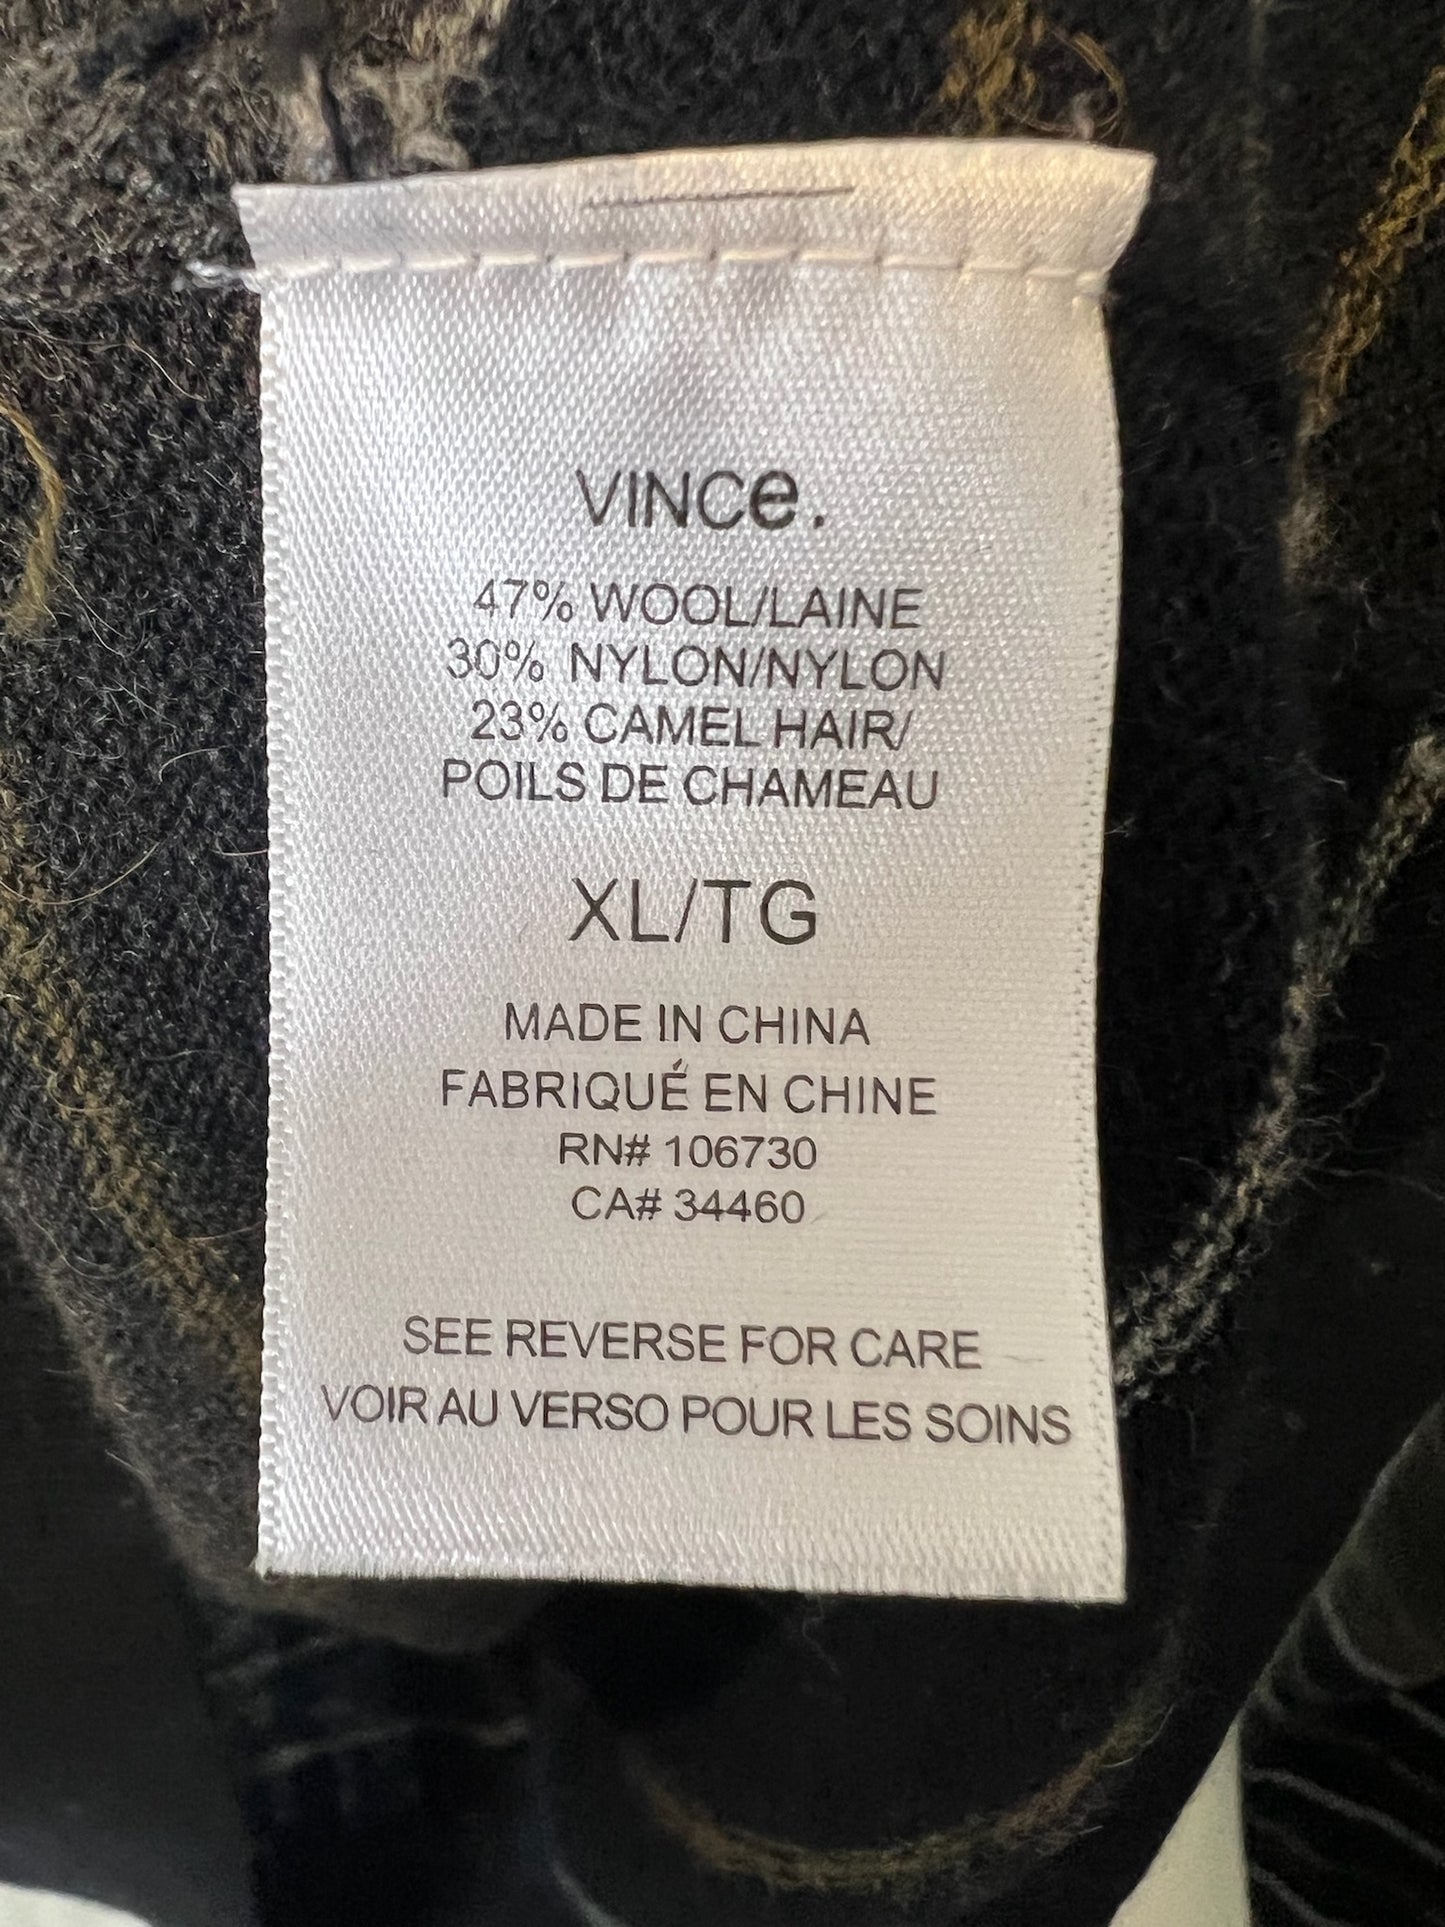 VINCe.
47% WOOL/LAINE
30% NYLON/NYLON
23% CAMEL HAIR/
POILS DE CHAMEAU
XL/TG
MADE IN CHINA
FABRIQUÉ EN CHINE
RN# 106730
CA# 34460
SEE REVERSE FOR CARE
VOIR AU VERSO POUR LES SOINS